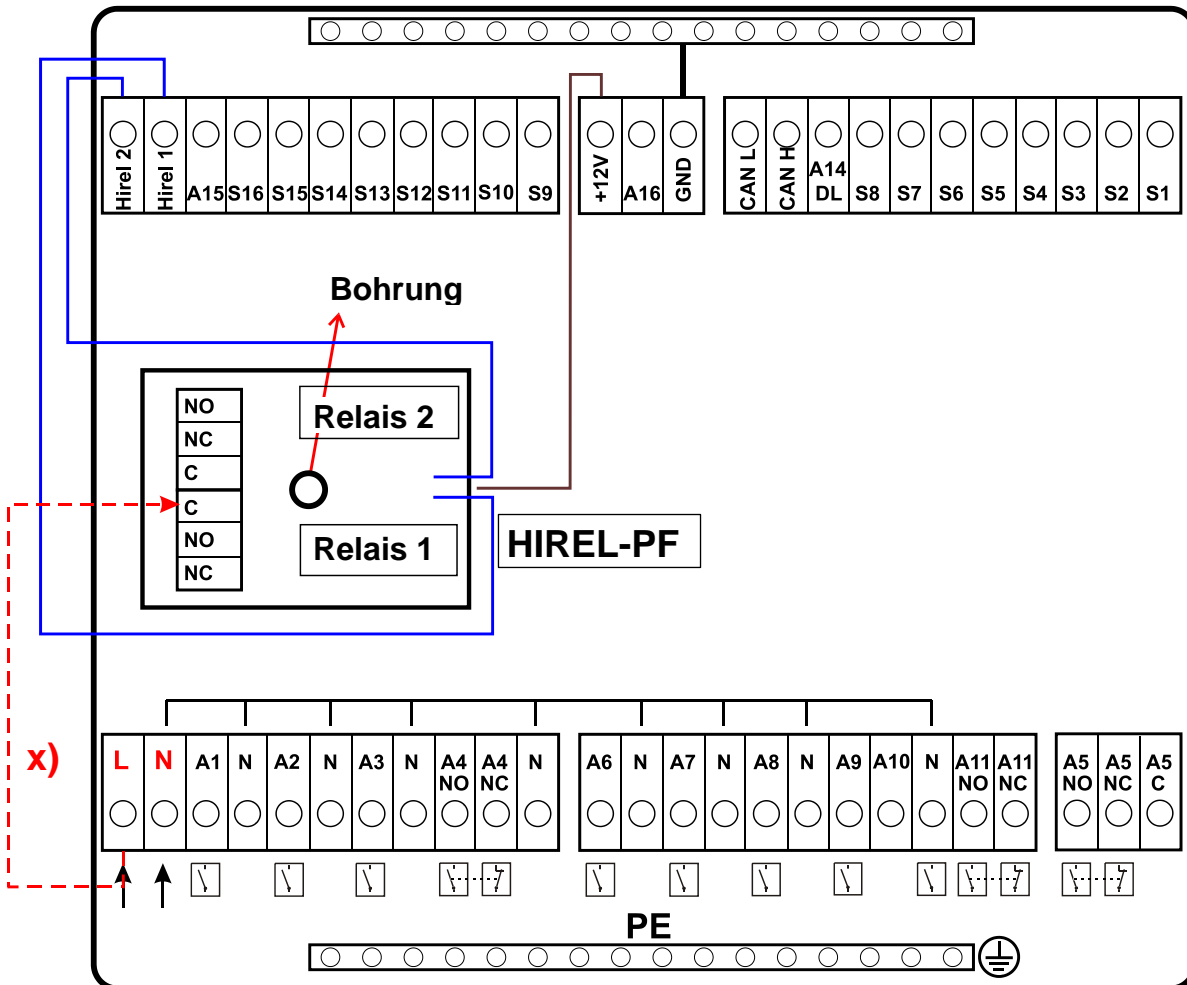 Hirel 2 Hirel 1 A15 S16 S15 S14 S13 S12 S11 S10 S9
+12V A16 GND
CAN L CAN H A14 DL S8 S7 S6 S5 S4 S3 S2 S1
Bohrung
NO
NC
C
C
NO
NC
Relais 2
Relais 1
HIREL-PF
x)
L N A1 N A2 N A3 N A4 NO A4 NC N
A6 N A7 N A8 N A9 A10 N A11 NO A11 NC
A5 NO A5 NC A5 C
PE